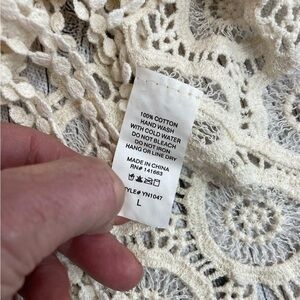 100% COTTON
HAND WASH
WITH COLD WATER
DO NOT BLEACH
DO NOT IRON
HANG OR LINE DRY
MADE IN CHINA
RN# 141663
TYLE# YN1047
L